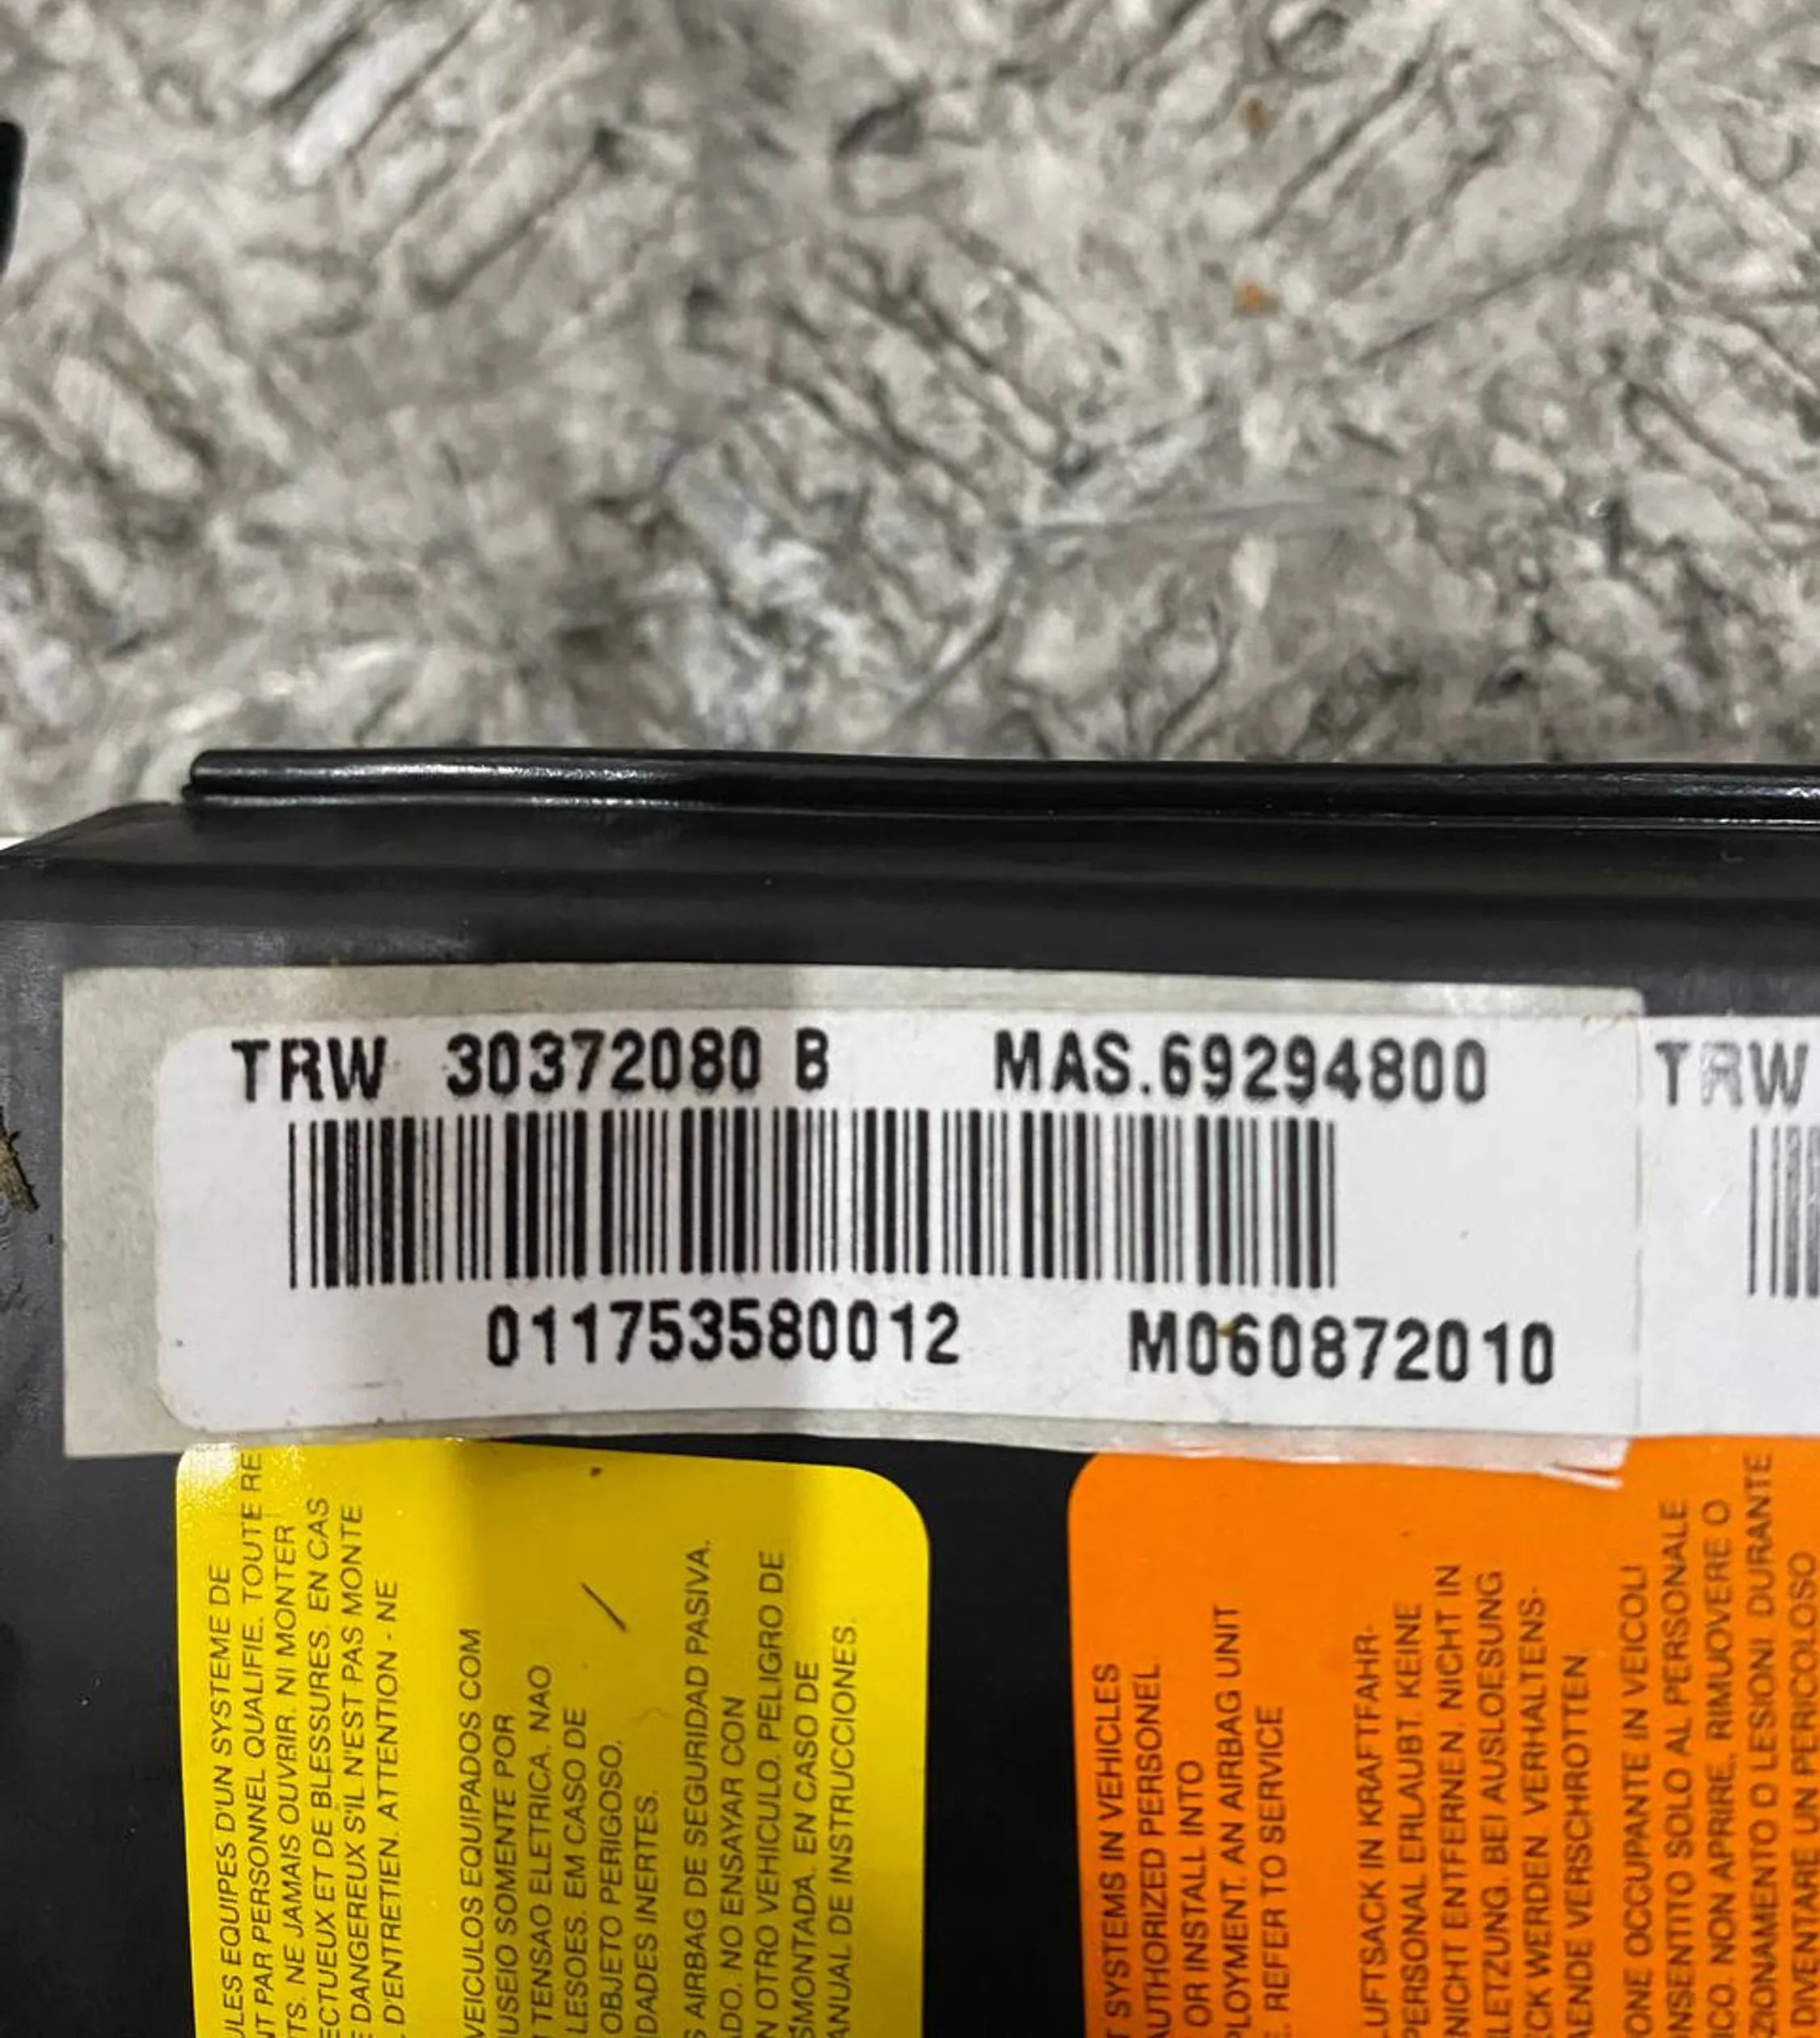 TRW 30372080 B MAS.69294800
011753580012 M060872010
TRW
ULES EQUIPES D'UN SYSTEME DE
PAR PERSONNEL QUALIFIE. TOUTE RE
TS. NE JAMAIS OUVRIR, NI MONTER
ECTUEUX ET DE BLESSURES. EN CAS
DANGEREUX S'IL N'EST PAS MONTE
D'ENTRETIEN. ATTENTION - NE
VEICULOS EQUIPADOS COM
USEIO SOMENTE POR
TENSAO ELETRICA. NAO
LESOES. EM CASO DE
OBJETO PERIGOSO.
DADES INERTES.
AIRBAG DE SEGURIDAD PASIVA.
ADO. NO ENSAYAR CON
N OTRO VEHICULO. PELIGRO DE
SMONTADA. EN CASO DE
ANUAL DE INSTRUCCIONES.
T SYSTEMS IN VEHICLES
AUTHORIZED PERSONEL
OR INSTALL INTO
PLOYMENT. AN AIRBAG UNIT
REFER TO SERVICE
LUFTSACK IN KRAFTFAHR-
PERSONAL ERLAUBT. KEINE
NICHT ENTFERNEN. NICHT IN
LETZUNG. BEI AUSLOESUNG
CK WERDEN. VERHALTENS-
AENDE VERSCHROTTEN
ONE OCCUPANTE IN VEICOLI
NSENTITO SOLO AL PERSONALE
ICO. NON APRIRE, RIMUOVERE O
ZIONAMENTO O LESIONI. DURANTE
DIVENTARE UN PERICOLOSO